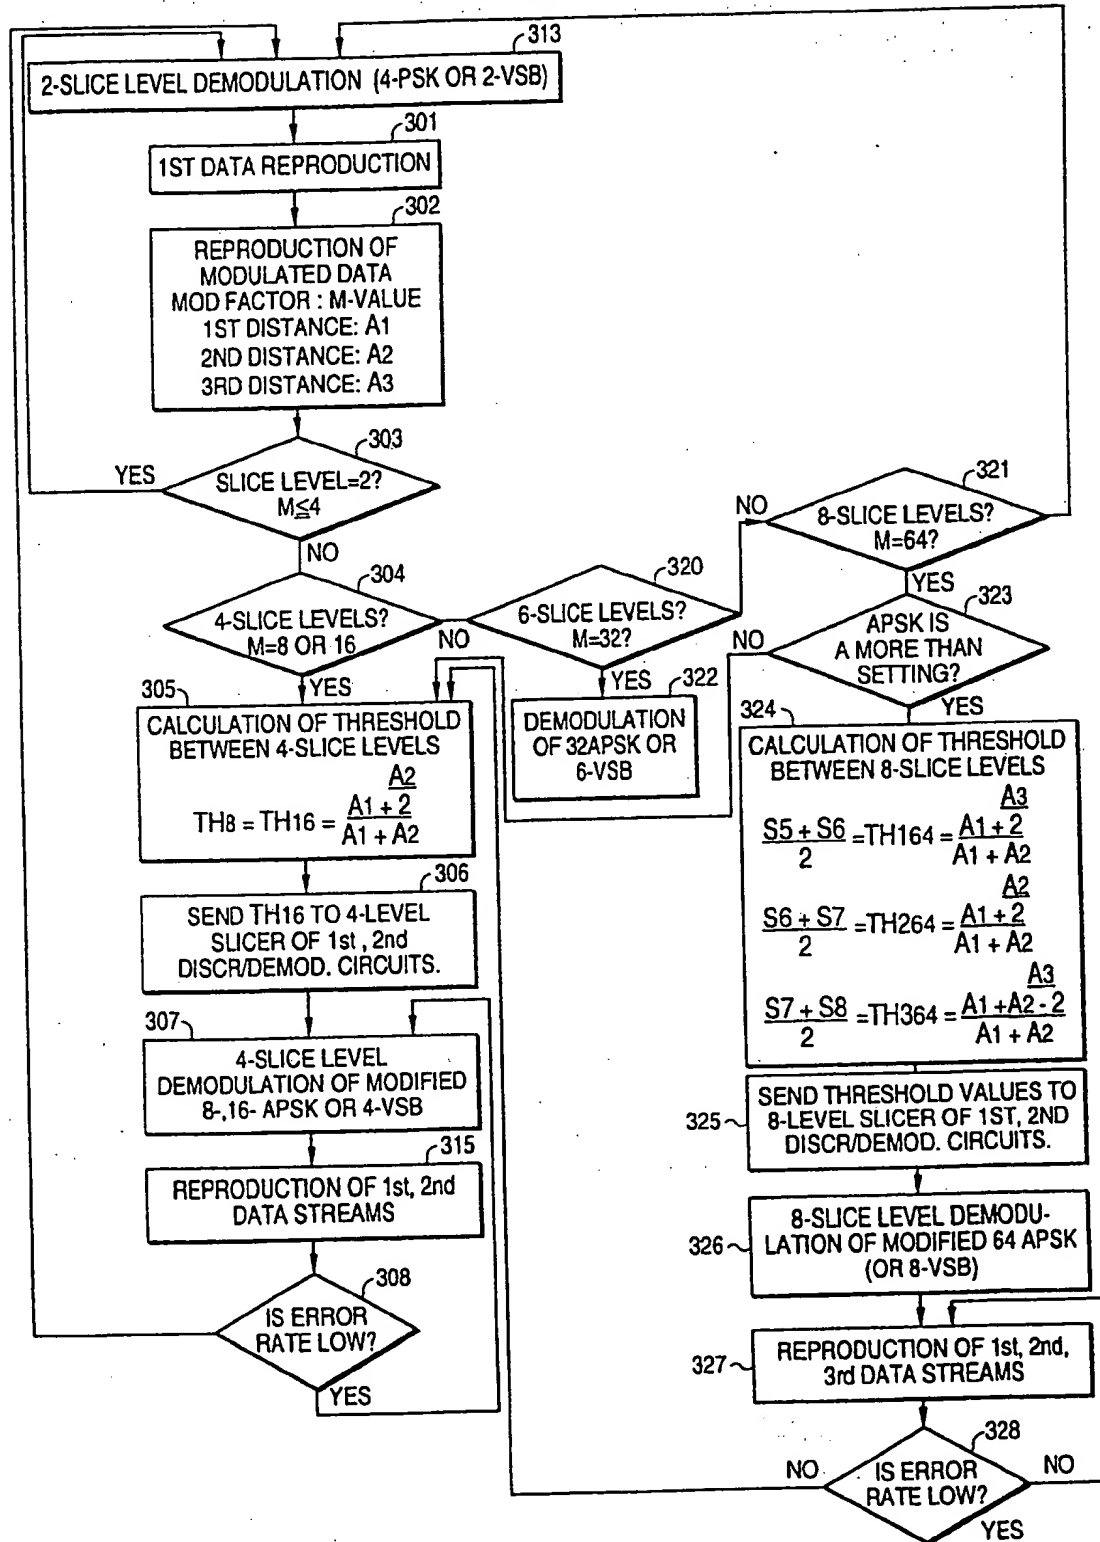 313
2-SLICE LEVEL DEMODULATION (4-PSK OR 2-VSB)
301
1ST DATA REPRODUCTION
302
REPRODUCTION OF
MODULATED DATA
MOD FACTOR : M-VALUE
1ST DISTANCE: A1
2ND DISTANCE: A2
3RD DISTANCE: A3
303
YES
SLICE LEVEL=2?
M≤4
NO
304
4-SLICE LEVELS?
M=8 OR 16
NO
YES
320
6-SLICE LEVELS?
M=32?
NO
YES
321
8-SLICE LEVELS?
M=64?
YES
323
NO
APSK IS
A MORE THAN
SETTING?
YES
322
DEMODULATION
OF 32APSK OR
6-VSB
305
CALCULATION OF THRESHOLD
BETWEEN 4-SLICE LEVELS
A2
A1 + 2
TH8 = TH16 =
A1 + A2
306
SEND TH16 TO 4-LEVEL
SLICER OF 1st , 2nd
DISCR/DEMOD. CIRCUITS.
307
4-SLICE LEVEL
DEMODULATION OF MODIFIED
8-,16- APSK OR 4-VSB
315
REPRODUCTION OF 1st, 2nd
DATA STREAMS
308
IS ERROR
RATE LOW?
YES
324
CALCULATION OF THRESHOLD
BETWEEN 8-SLICE LEVELS
A3
S5 + S6 A1 + 2
=TH164 =
2 A1 + A2
A2
S6 + S7 A1 + 2
=TH264 =
2 A1 + A2
A3
S7 + S8 A1 +A2 - 2
=TH364 =
2 A1 + A2
325
SEND THRESHOLD VALUES TO
8-LEVEL SLICER OF 1ST, 2ND
DISCR/DEMOD. CIRCUITS.
326
8-SLICE LEVEL DEMODU-
LATION OF MODIFIED 64 APSK
(OR 8-VSB)
327
REPRODUCTION OF 1st, 2nd,
3rd DATA STREAMS
328
NO
IS ERROR
RATE LOW?
NO
YES